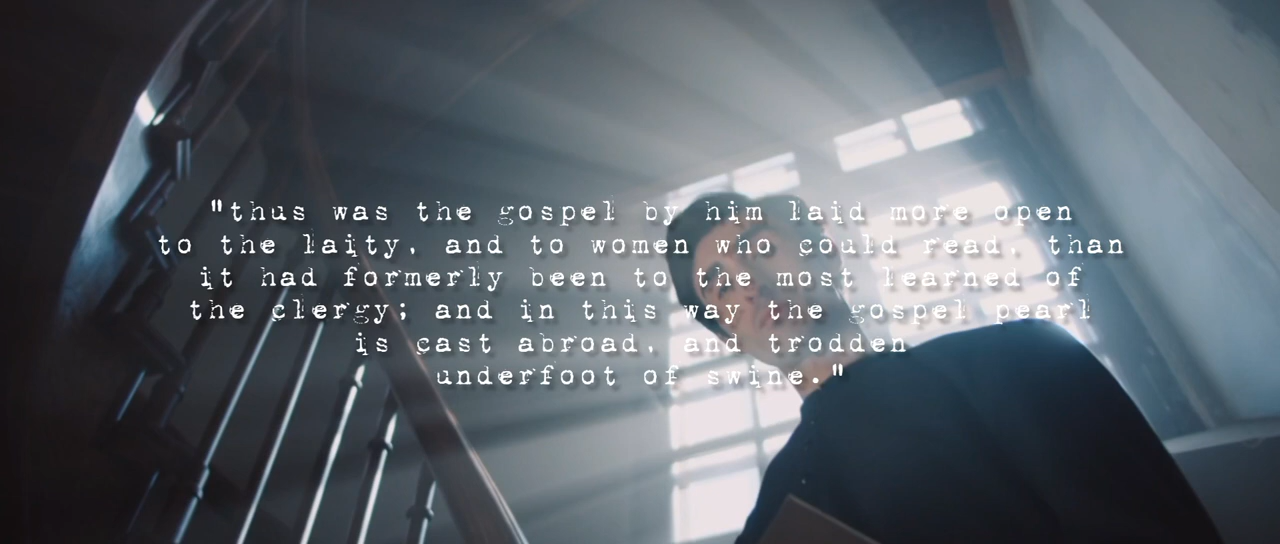 "thus was the gospel by him laid more open
to the laity, and to women who could read, than
it had formerly been to the most learned of
the clergy; and in this way the gospel pearl
is cast abroad, and trodden
underfoot of swine."